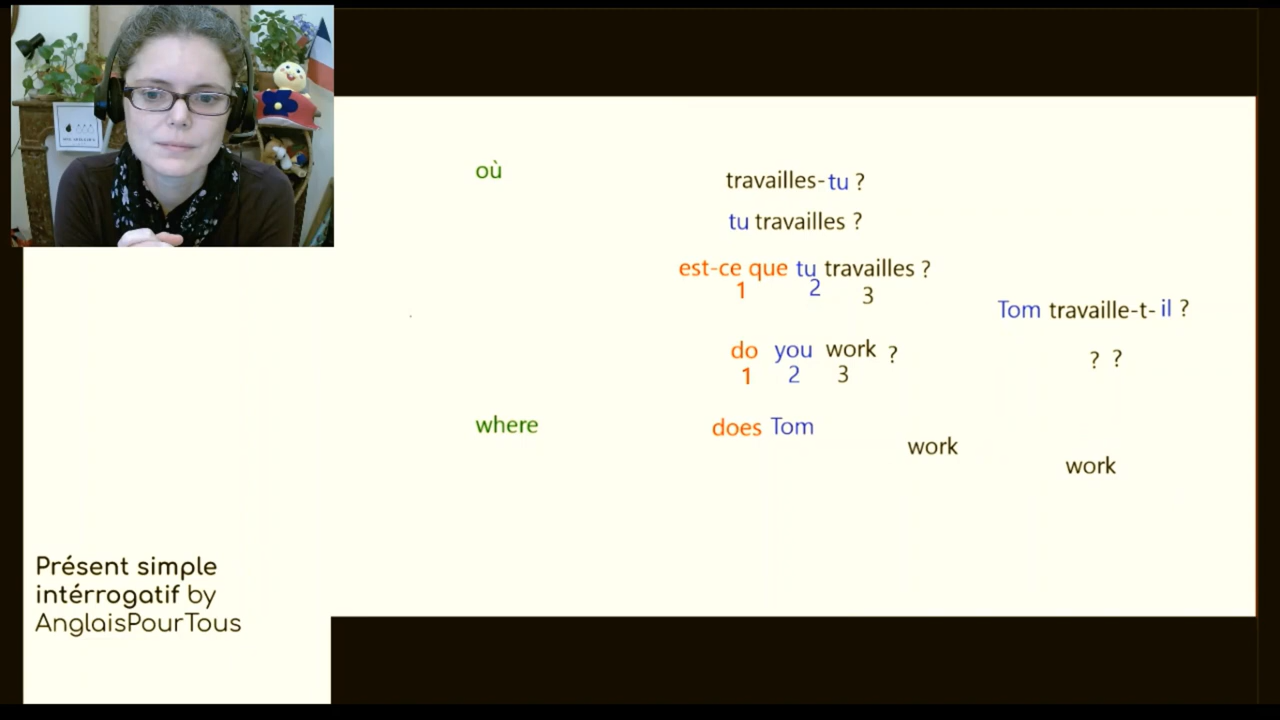 où
travailles-tu ?
tu travailles ?
est-ce que tu travailles ?
1 2 3
Tom travaille-t-il ?
do you work ?
? ?
1 2 3
where does Tom
work
work
Présent simple
intérrogatif by
AnglaisPourTous